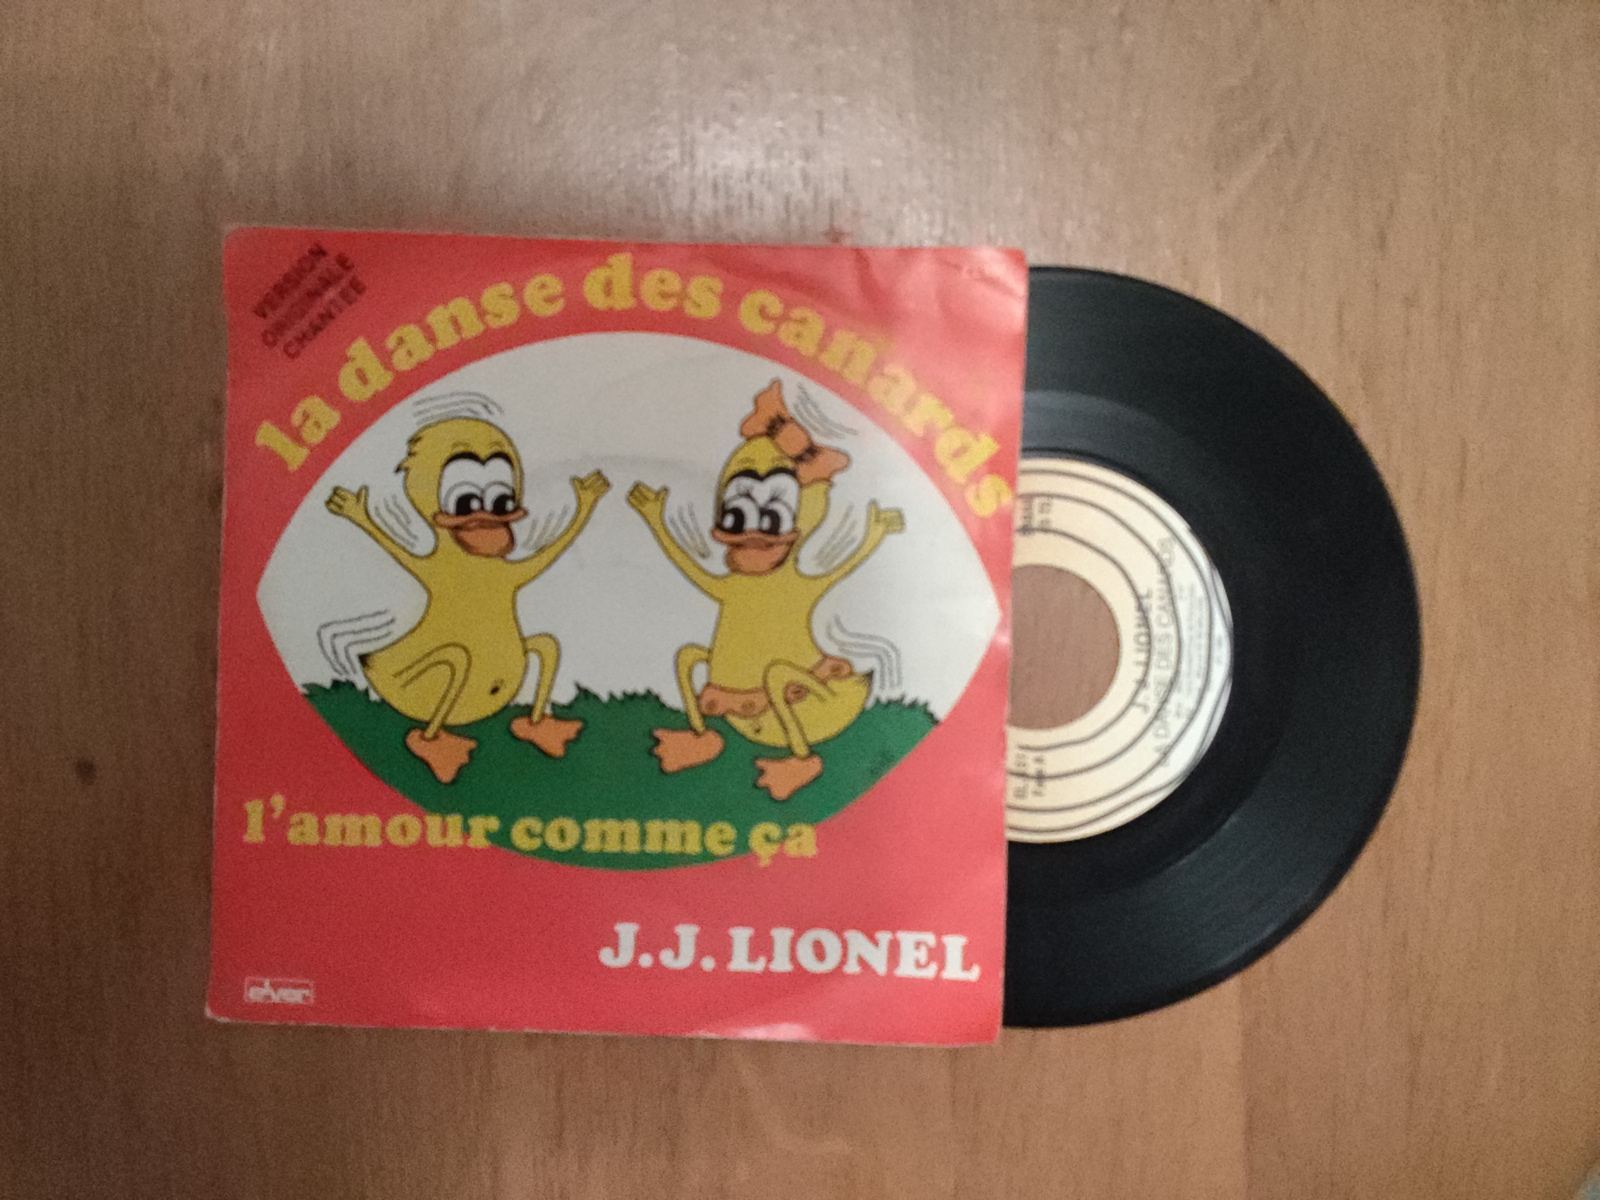 VERSION
ORIGINALE
CHANTEE
la danse des canards
l'amour comme ça
J.J. LIONEL
elver
J.J. LIONEL
LA DANSE DES CANARDS